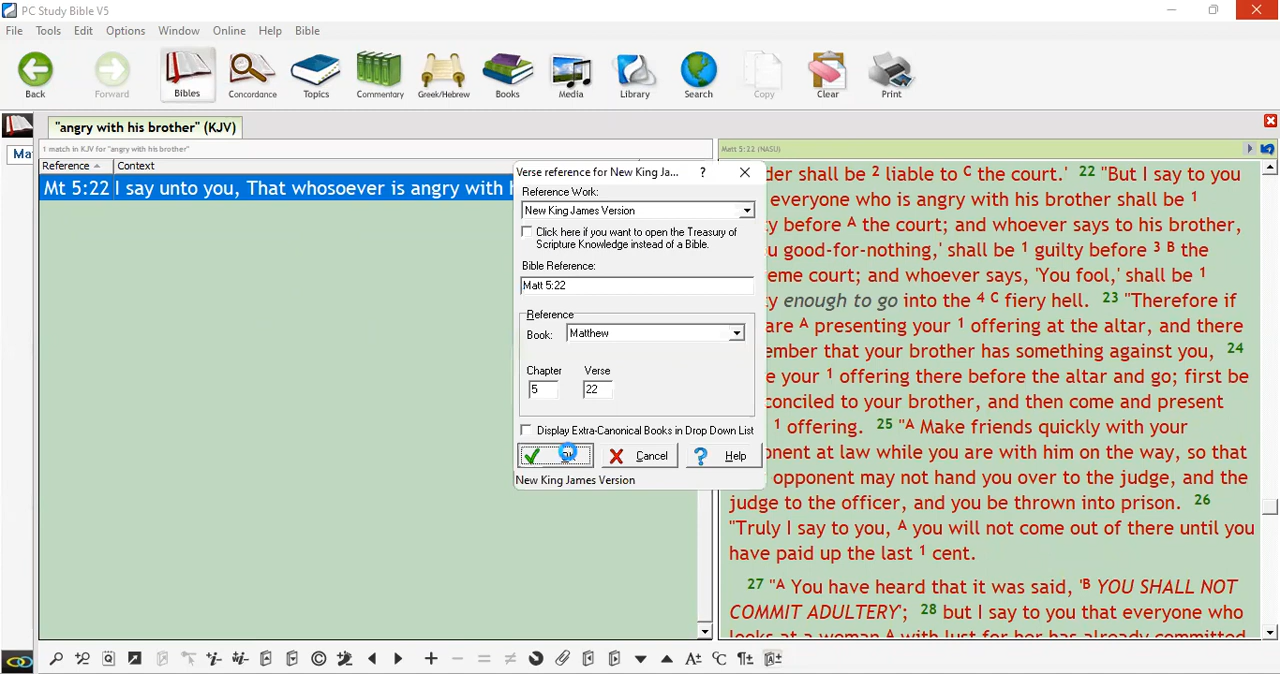 PC Study Bible V5
File Tools Edit Options Window Online Help Bible
Back Forward Bibles Concordance Topics Commentary Greek/Hebrew Books Media Library Search Copy Clear Print
"angry with his brother" (KJV)
1 match in KJV for "angry with his brother"
Reference Context
Mt 5:22 I say unto you, That whosoever is angry with
Verse reference for New King Ja...
Reference Work:
New King James Version
Click here if you want to open the Treasury of
Scripture Knowledge instead of a Bible.
Bible Reference:
Matt 5:22
Reference
Book: Matthew
Chapter Verse
5 22
Display Extra-Canonical Books in Drop Down List
Cancel Help
New King James Version
Matt 5:22 (NASU)
der shall be 2 liable to C the court.' 22 "But I say to you
everyone who is angry with his brother shall be 1
y before A the court; and whoever says to his brother,
u good-for-nothing,' shall be 1 guilty before 3 B the
eme court; and whoever says, 'You fool,' shall be 1
y enough to go into the 4 C fiery hell. 23 "Therefore if
are A presenting your 1 offering at the altar, and there
ember that your brother has something against you, 24
e your 1 offering there before the altar and go; first be
conciled to your brother, and then come and present
1 offering. 25 "A Make friends quickly with your
onent at law while you are with him on the way, so that
opponent may not hand you over to the judge, and the
judge to the officer, and you be thrown into prison. 26
"Truly I say to you, A you will not come out of there until you
have paid up the last 1 cent.
27 "A You have heard that it was said, 'B YOU SHALL NOT
COMMIT ADULTERY'; 28 but I say to you that everyone who
looks at a woman A with lust for her has already committed